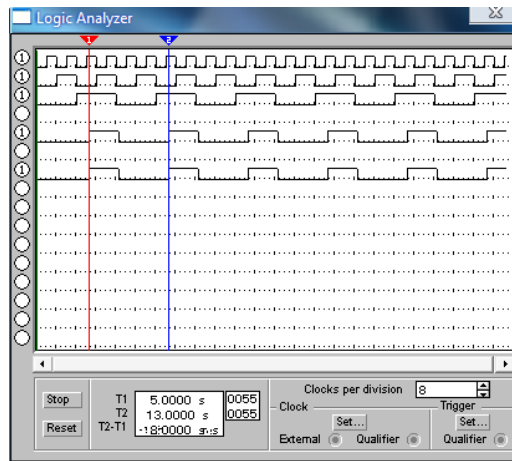 Logic Analyzer
1 2
1
1
1
1
1
Stop
Reset
T1 5.0000 s 0055
T2 13.0000 s 0055
T2-T1
Clocks per division 8
Clock
Set...
External Qualifier
Trigger
Set...
Qualifier